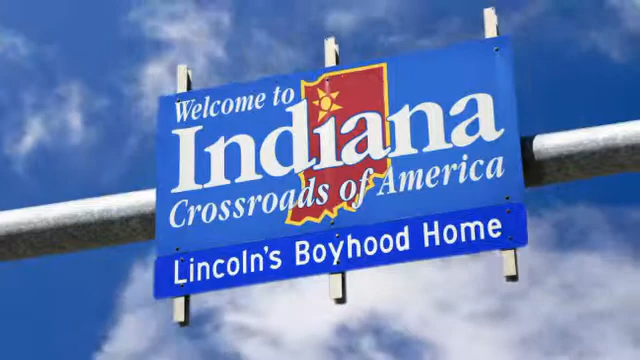 Welcome to
Indiana
Crossroads of America
Lincoln's Boyhood Home